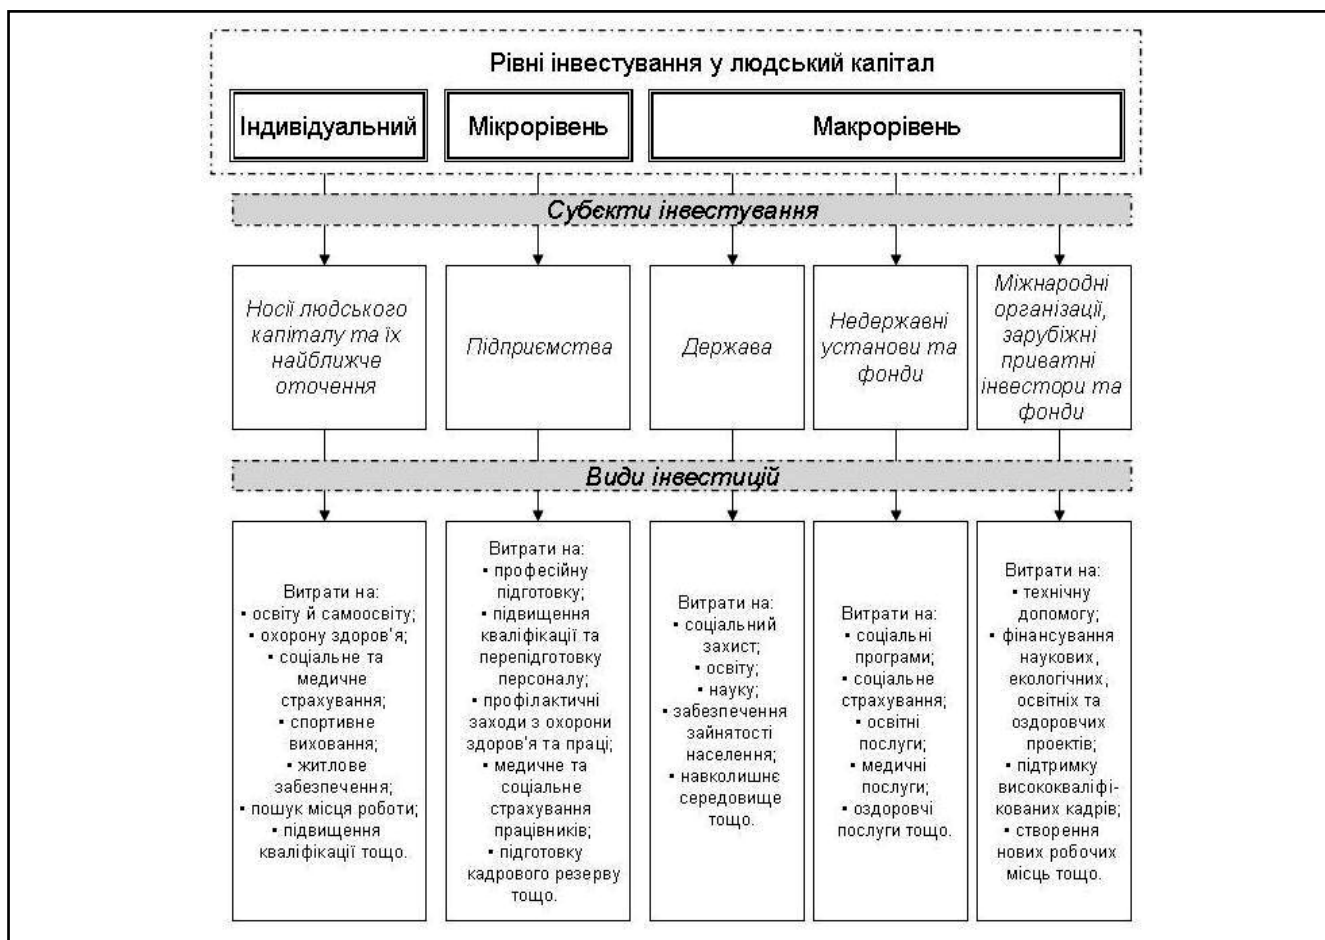 Рівні інвестування у людський капітал
Індивідуальний
Мікрорівень
Макрорівень
Субєкти інвестування
Носії людського
капіталу та їх
найближче
оточення
Підприємства
Держава
Недержавні
установи та
фонди
Міжнародні
організації,
зарубіжні
приватні
інвестори та
фонди
Види інвестицій
Витрати на:
▪ освіту й самоосвіту;
▪ охорону здоров'я;
▪ соціальне та
медичне
страхування;
▪ спортивне
виховання;
▪ житлове
забезпечення;
▪ пошук місця роботи;
▪ підвищення
кваліфікації тощо.
Витрати на:
▪ професійну
підготовку;
▪ підвищення
кваліфікації та
перепідготовку
персоналу;
▪ профілактичні
заходи з охорони
здоров'я та праці;
▪ медичне та
соціальне
страхування
працівників;
▪ підготовку
кадрового резерву
тощо.
Витрати на:
▪ соціальний
захист;
▪ освіту;
▪ науку;
▪ забезпечення
зайнятості
населення;
▪ навколишнє
середовище
тощо.
Витрати на:
▪ соціальні
програми;
▪ соціальне
страхування;
▪ освітні
послуги;
▪ медичні
послуги;
▪ оздоровчі
послуги тощо.
Витрати на:
▪ технічну
допомогу;
▪ фінансування
наукових,
екологічних,
освітніх та
оздоровчих
проектів;
▪ підтримку
висококваліфі-
кованих кадрів;
▪ створення
нових робочих
місць тощо.